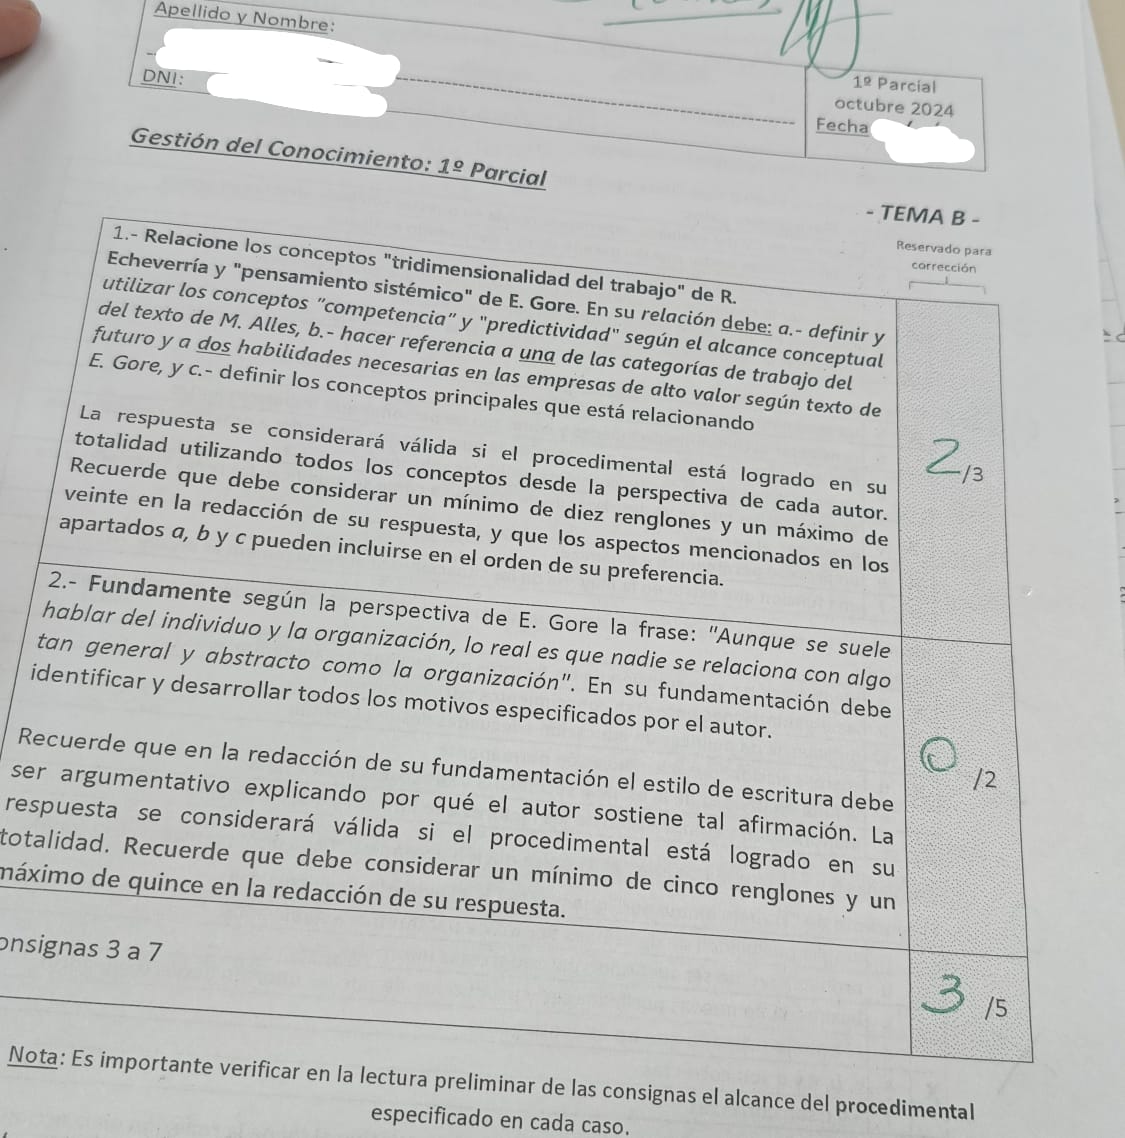 Apellido y Nombre:
DNI:
1º Parcial
octubre 2024
Fecha
Gestión del Conocimiento: 1º Parcial
- TEMA B -
Reservado para
corrección
1.- Relacione los conceptos "tridimensionalidad del trabajo" de R.
Echeverría y "pensamiento sistémico" de E. Gore. En su relación debe: a.- definir y
utilizar los conceptos "competencia" y "predictividad" según el alcance conceptual
del texto de M. Alles, b.- hacer referencia a una de las categorías de trabajo del
futuro y a dos habilidades necesarias en las empresas de alto valor según texto de
E. Gore, y c.- definir los conceptos principales que está relacionando
La respuesta se considerará válida si el procedimental está logrado en su
totalidad utilizando todos los conceptos desde la perspectiva de cada autor.
Recuerde que debe considerar un mínimo de diez renglones y un máximo de
veinte en la redacción de su respuesta, y que los aspectos mencionados en los
apartados a, b y c pueden incluirse en el orden de su preferencia.
2/3
2.- Fundamente según la perspectiva de E. Gore la frase: "Aunque se suele
hablar del individuo y la organización, lo real es que nadie se relaciona con algo
tan general y abstracto como la organización". En su fundamentación debe
identificar y desarrollar todos los motivos especificados por el autor.
Recuerde que en la redacción de su fundamentación el estilo de escritura debe
ser argumentativo explicando por qué el autor sostiene tal afirmación. La
respuesta se considerará válida si el procedimental está logrado en su
totalidad. Recuerde que debe considerar un mínimo de cinco renglones y un
máximo de quince en la redacción de su respuesta.
0 /2
onsignas 3 a 7
3 /5
Nota: Es importante verificar en la lectura preliminar de las consignas el alcance del procedimental
especificado en cada caso.